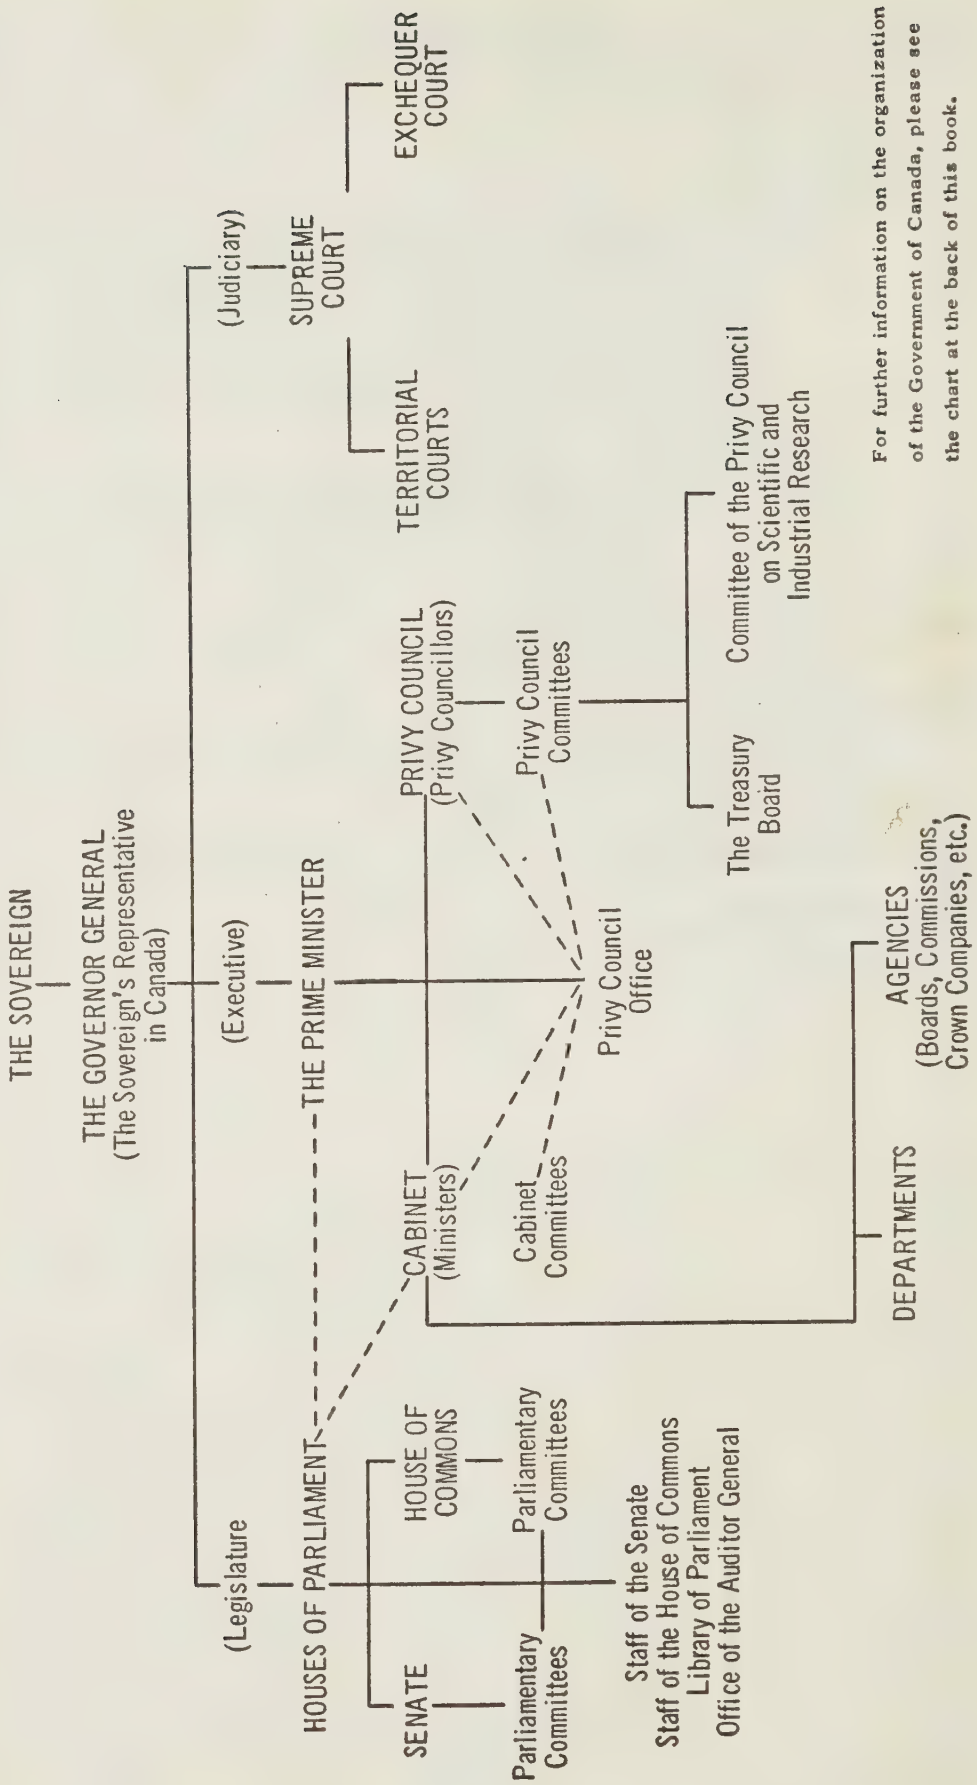 THE SOVEREIGN
THE GOVERNOR GENERAL
(The Sovereign's Representative
in Canada)
(Legislature)
(Executive)
(Judiciary)
HOUSES OF PARLIAMENT
THE PRIME MINISTER
SUPREME
COURT
SENATE
HOUSE OF
COMMONS
CABINET
(Ministers)
PRIVY COUNCIL
(Privy Councillors)
TERRITORIAL
COURTS
EXCHEQUER
COURT
Parliamentary
Committees
Parliamentary
Committees
Cabinet
Committees
Privy Council
Committees
Privy Council
Office
Staff of the Senate
Staff of the House of Commons
Library of Parliament
Office of the Auditor General
The Treasury
Board
Committee of the Privy Council
on Scientific and
Industrial Research
DEPARTMENTS
AGENCIES
(Boards, Commissions,
Crown Companies, etc.)
For further information on the organization
of the Government of Canada, please see
the chart at the back of this book.